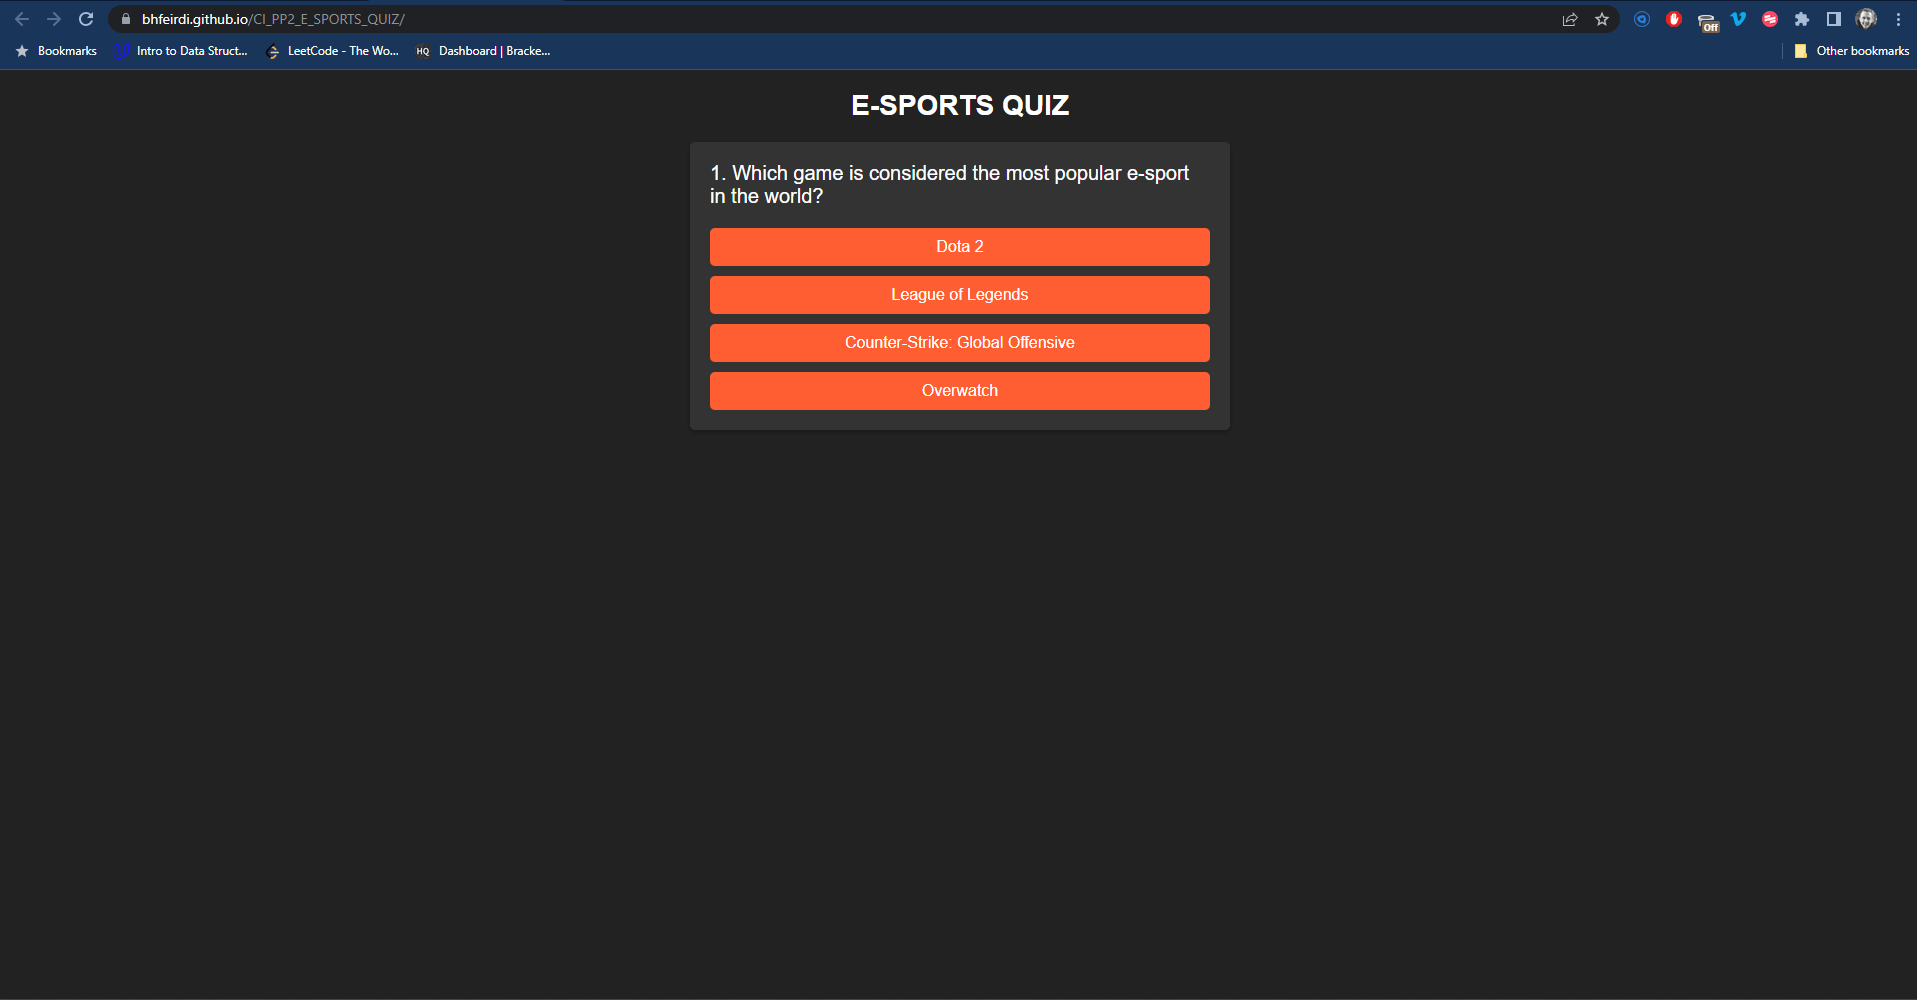 bhfeirdi.github.io/CI_PP2_E_SPORTS_QUIZ/
Off
Bookmarks
Intro to Data Struct...
LeetCode - The Wo...
HQ
Dashboard | Bracke...
Other bookmarks
E-SPORTS QUIZ
1. Which game is considered the most popular e-sport
in the world?
Dota 2
League of Legends
Counter-Strike: Global Offensive
Overwatch